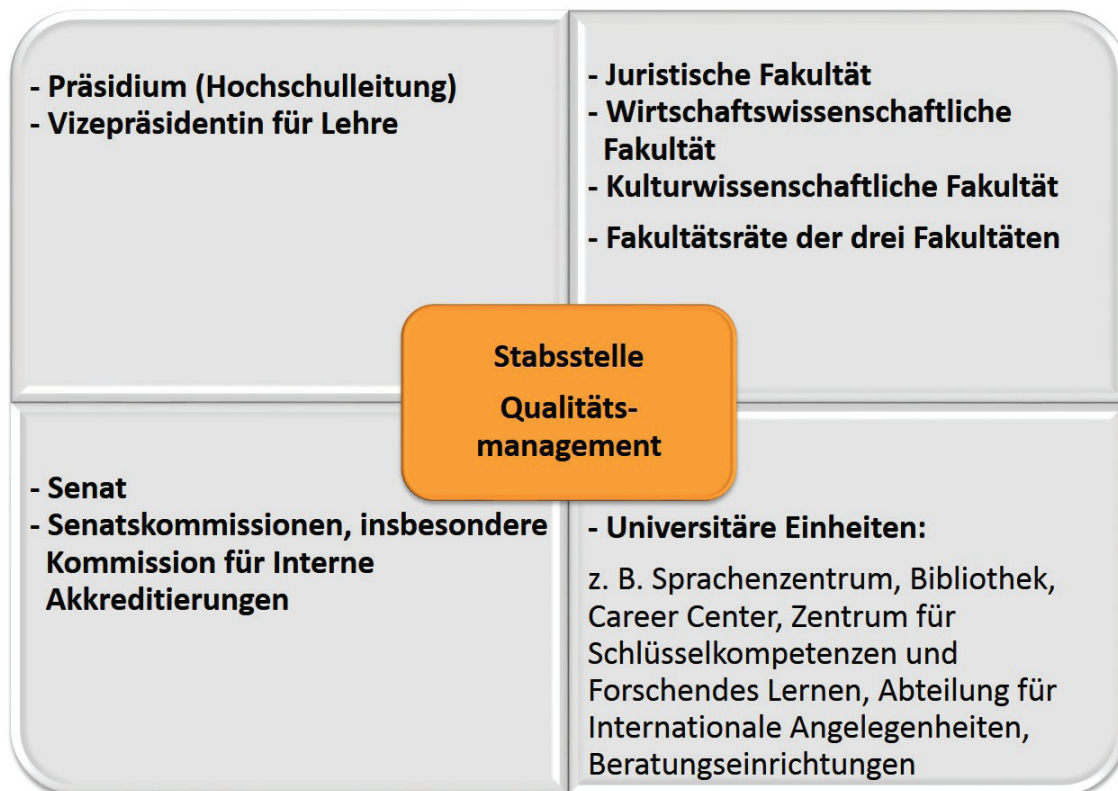 - Präsidium (Hochschulleitung)
- Vizepräsidentin für Lehre
- Juristische Fakultät
- Wirtschaftswissenschaftliche
Fakultät
- Kulturwissenschaftliche Fakultät
- Fakultätsräte der drei Fakultäten
Stabsstelle
Qualitäts-
management
- Senat
- Senatskommissionen, insbesondere
Kommission für Interne
Akkreditierungen
- Universitäre Einheiten:
z. B. Sprachenzentrum, Bibliothek,
Career Center, Zentrum für
Schlüsselkompetenzen und
Forschendes Lernen, Abteilung für
Internationale Angelegenheiten,
Beratungseinrichtungen